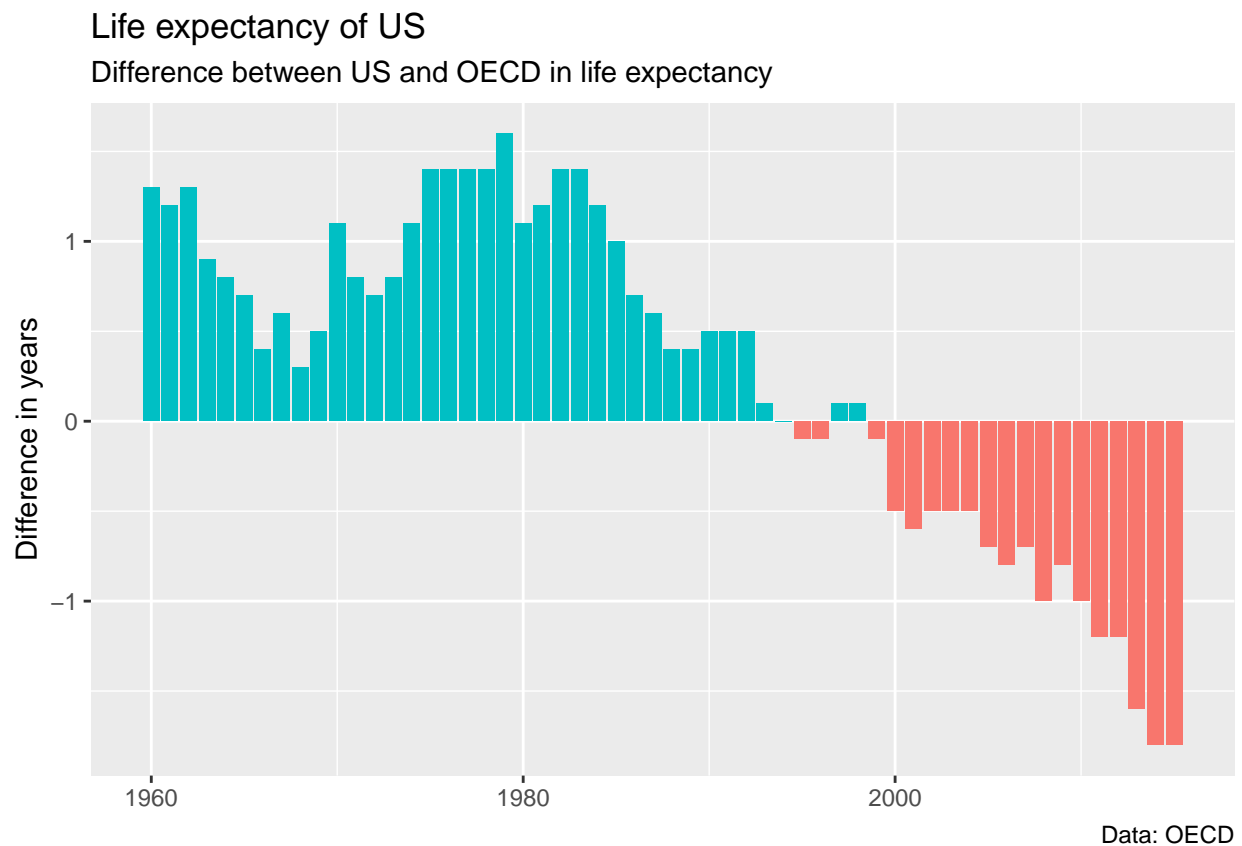 Life expectancy of US
Difference between US and OECD in life expectancy
Difference in years
1
0
−1
1960
1980
2000
Data: OECD